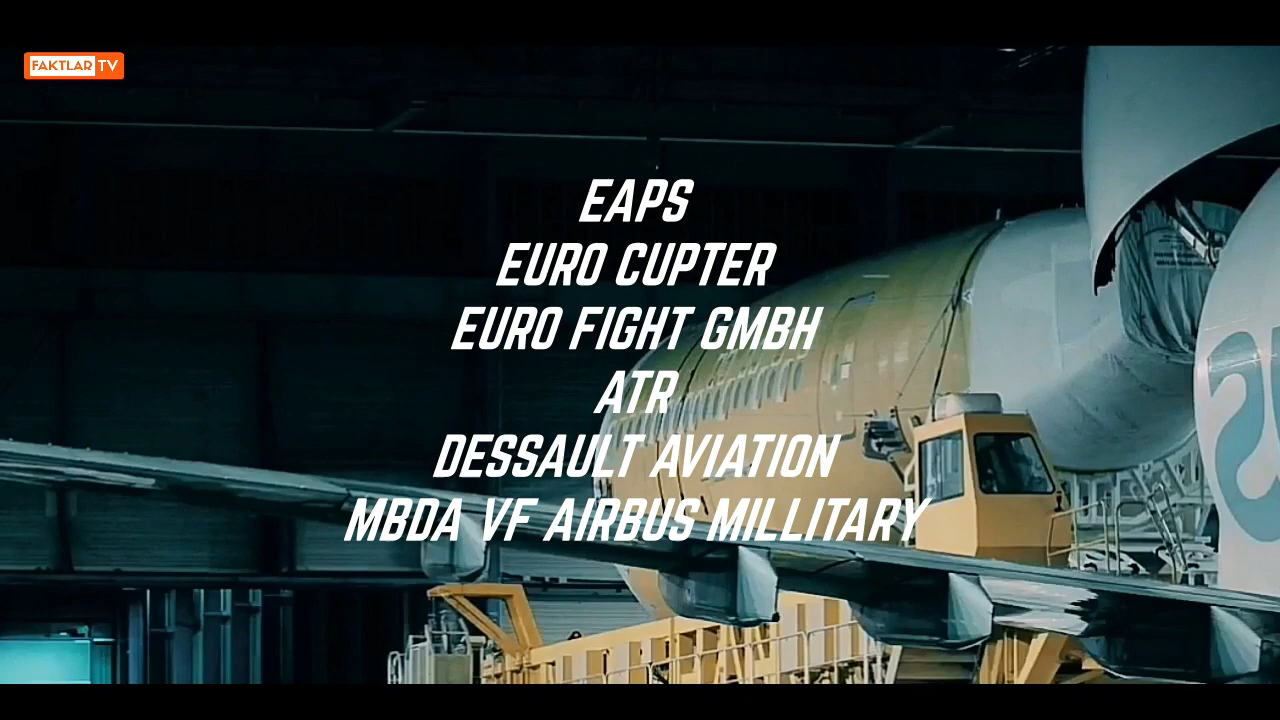 FAKTLAR TV
EAPS
EURO CUPTER
EURO FIGHT GMBH
ATR
DESSAULT AVIATION
MBDA VF AIRBUS MILLITARY